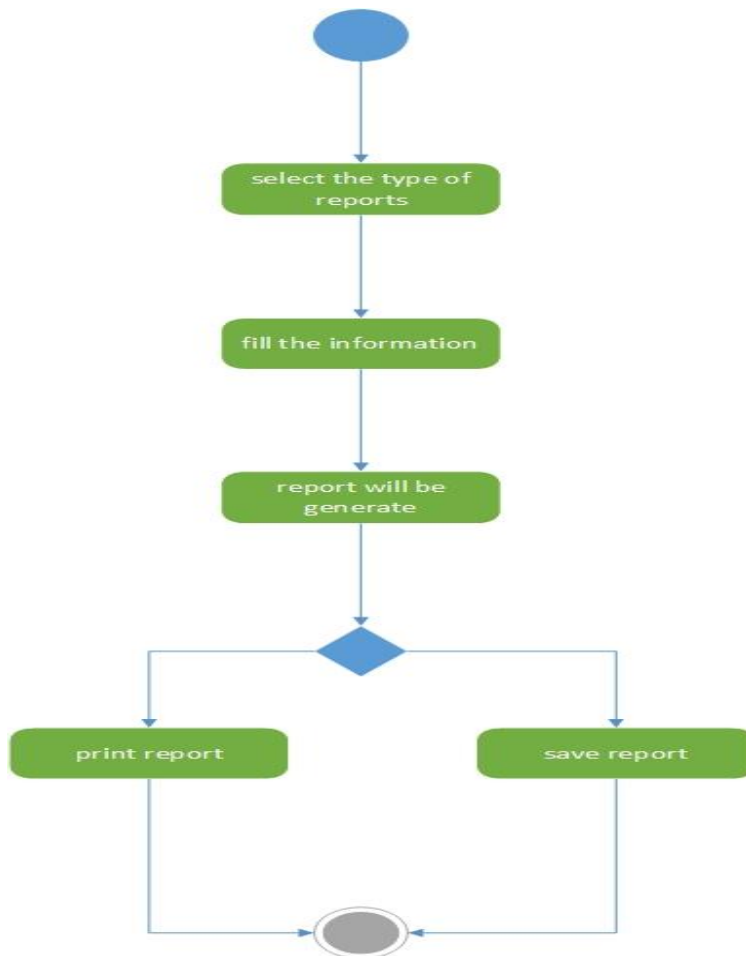 select the type of
reports
fill the information
report will be
generate
print report
save report